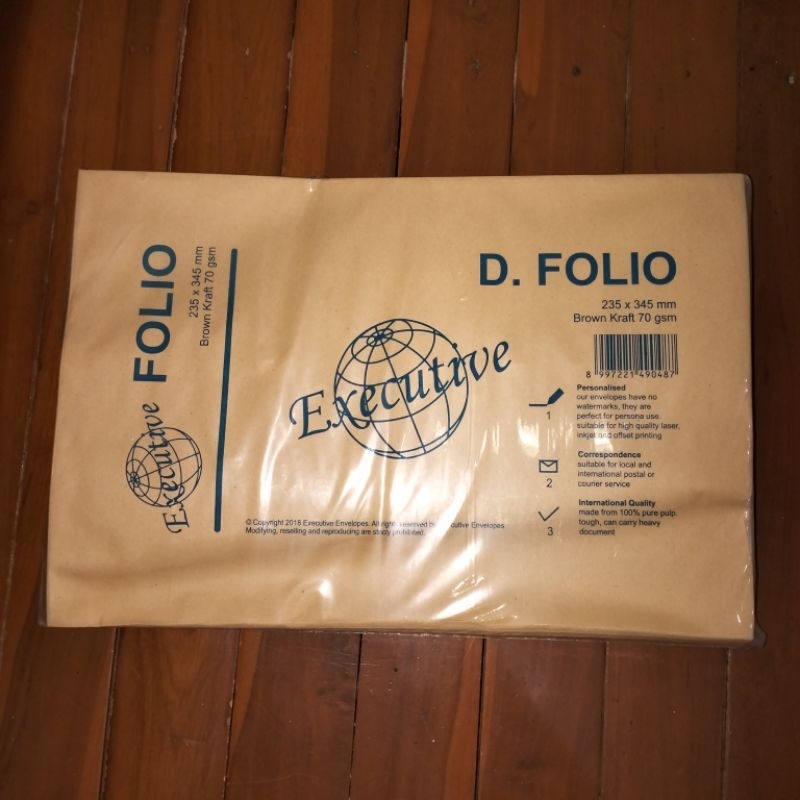 FOLIO
235 x 345 mm
Brown Kraft 70 gsm
Executive
D. FOLIO
235 x 345 mm
Brown Kraft 70 gsm
8 997221 490487
Executive
1
Personalised
our envelopes have no
watermarks, they are
perfect for persona use.
suitable for high quality laser,
inkjet and offset printing
2
Correspondence
suitable for local and
international postal or
courier service
3
International Quality
made from 100% pure pulp.
tough, can carry heavy
document
© Copyright 2018 Executive Envelopes. All rights reserved by Executive Envelopes
Modifying, reselling and reproducing are stictly prohibited.